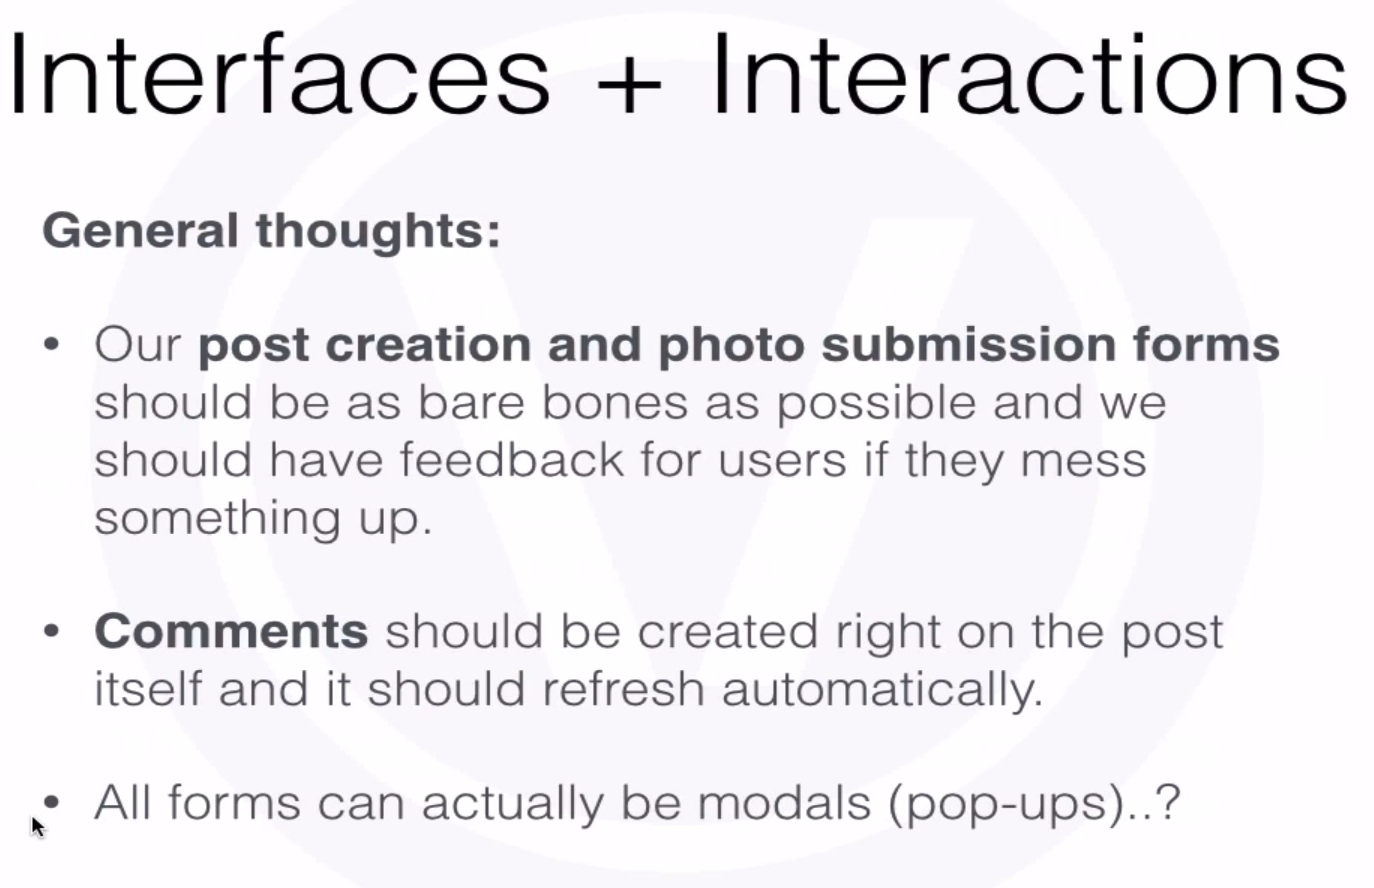 Interfaces + Interactions
General thoughts:
• Our post creation and photo submission forms
should be as bare bones as possible and we
should have feedback for users if they mess
something up.
• Comments should be created right on the post
itself and it should refresh automatically.
• All forms can actually be modals (pop-ups)..?